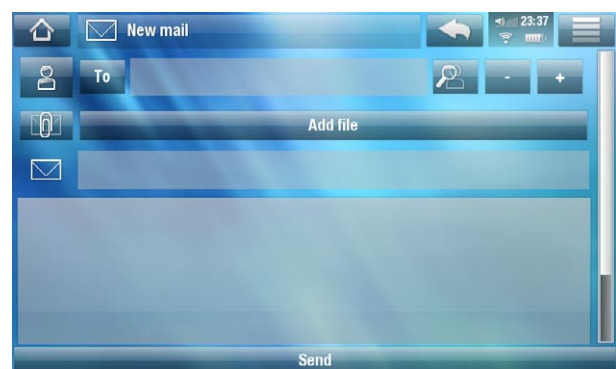 New mail
23:37
To
-
+
Add file
Send